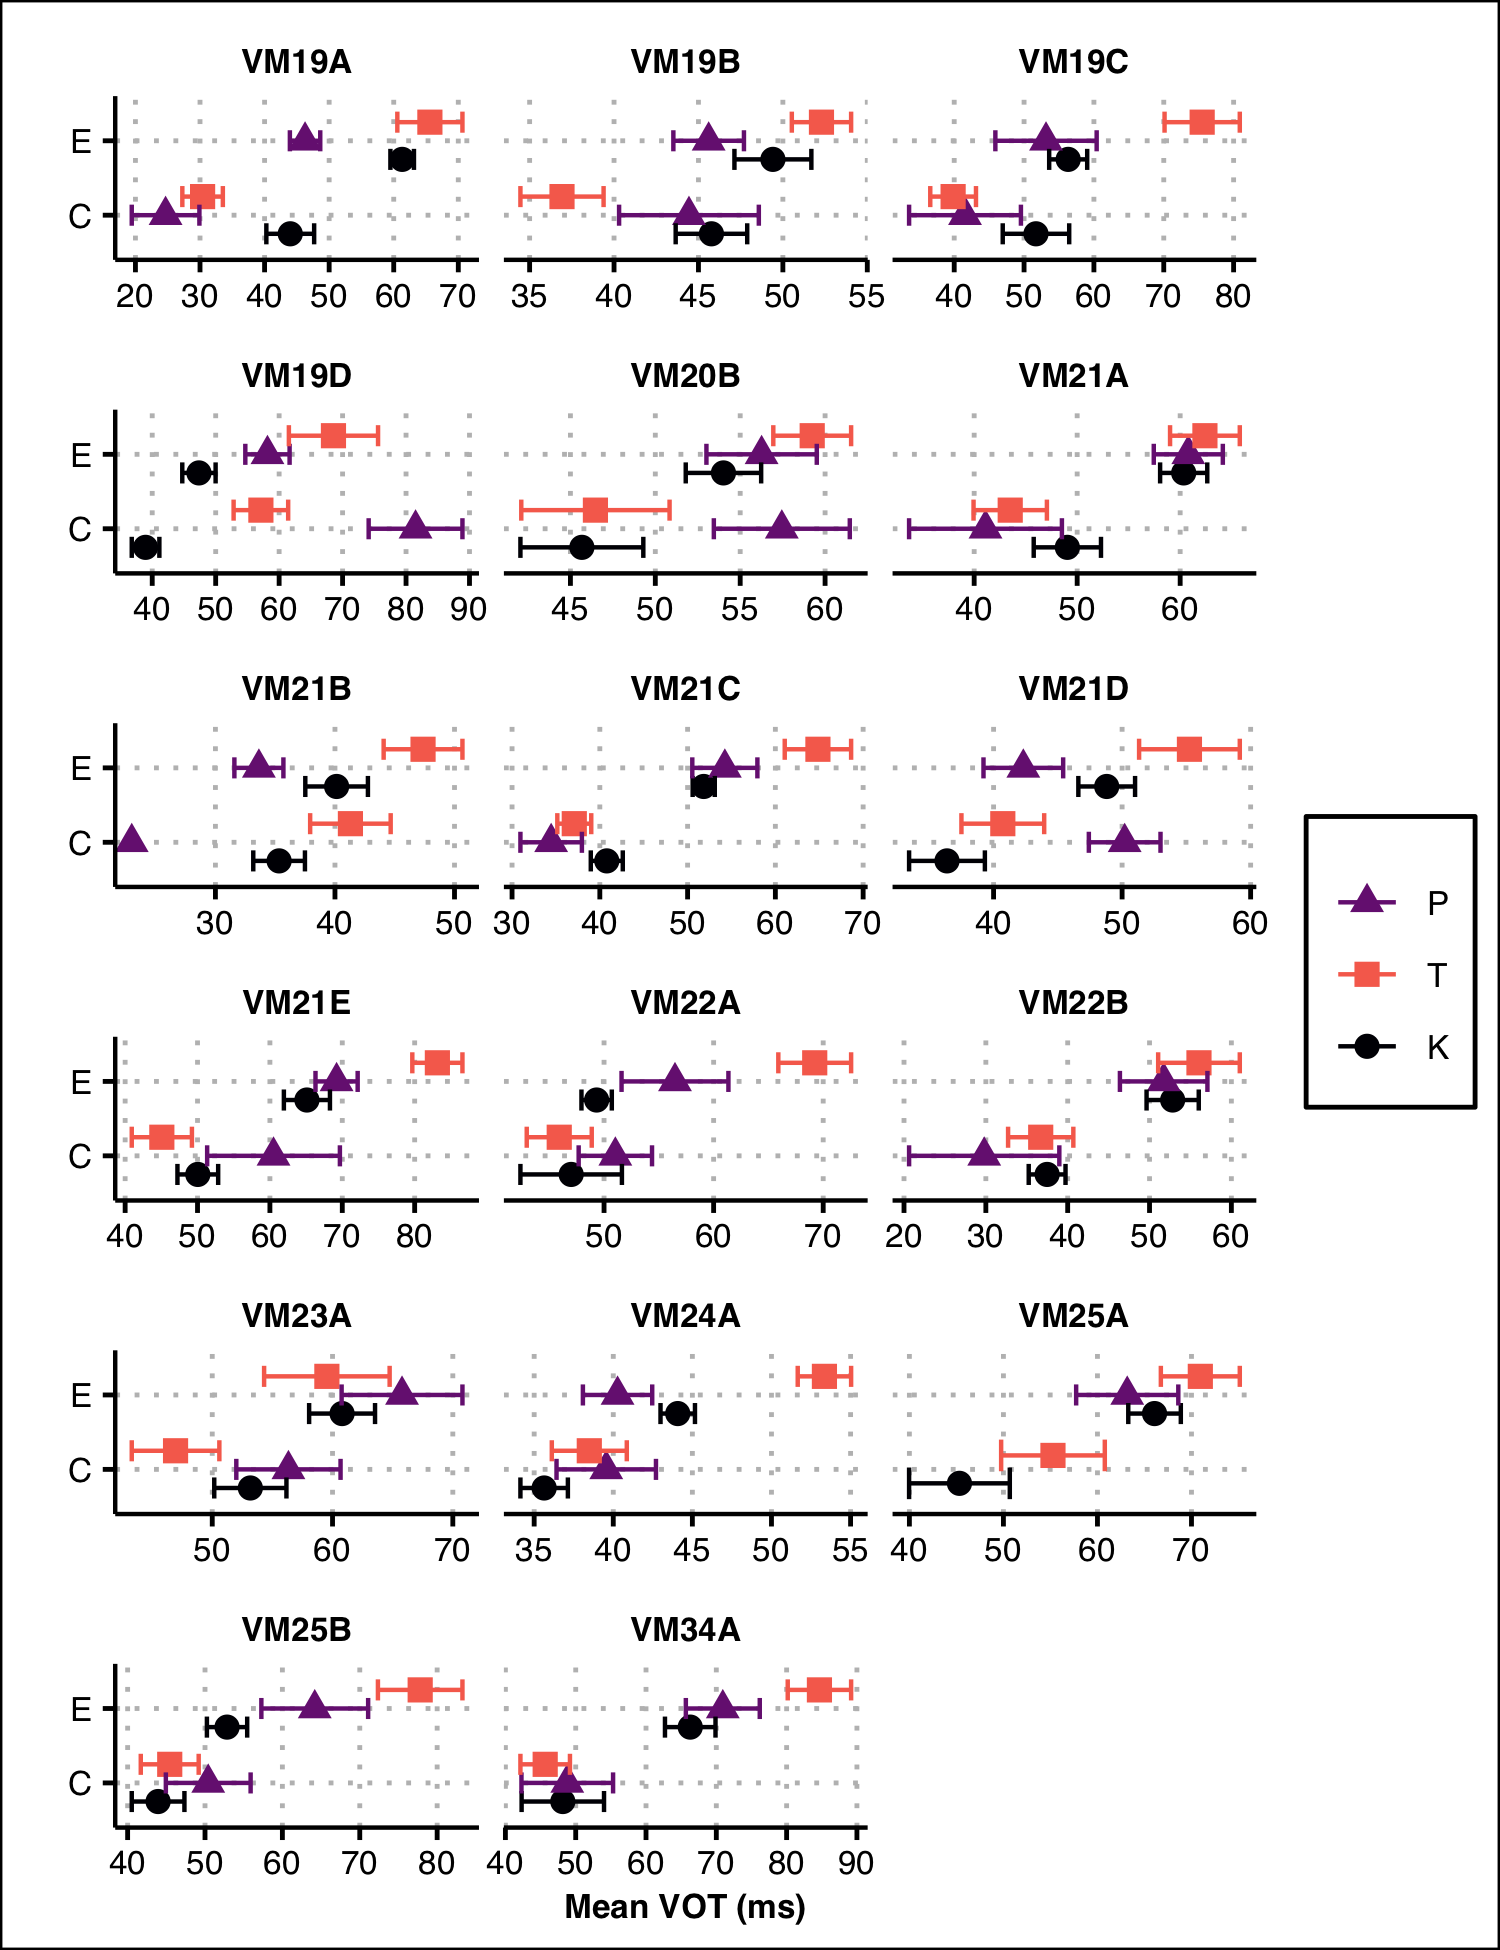 VM19A VM19B VM19C
E
C
20 30 40 50 60 70 35 40 45 50 55 40 50 60 70 80
VM19D VM20B VM21A
E
C
40 50 60 70 80 90 45 50 55 60 40 50 60
VM21B VM21C VM21D
E
C
30 40 50 30 40 50 60 70 40 50 60
P
T
K
VM21E VM22A VM22B
E
C
40 50 60 70 80 50 60 70 20 30 40 50 60
VM23A VM24A VM25A
E
C
50 60 70 35 40 45 50 55 40 50 60 70
VM25B VM34A
E
C
40 50 60 70 80 40 50 60 70 80 90
Mean VOT (ms)